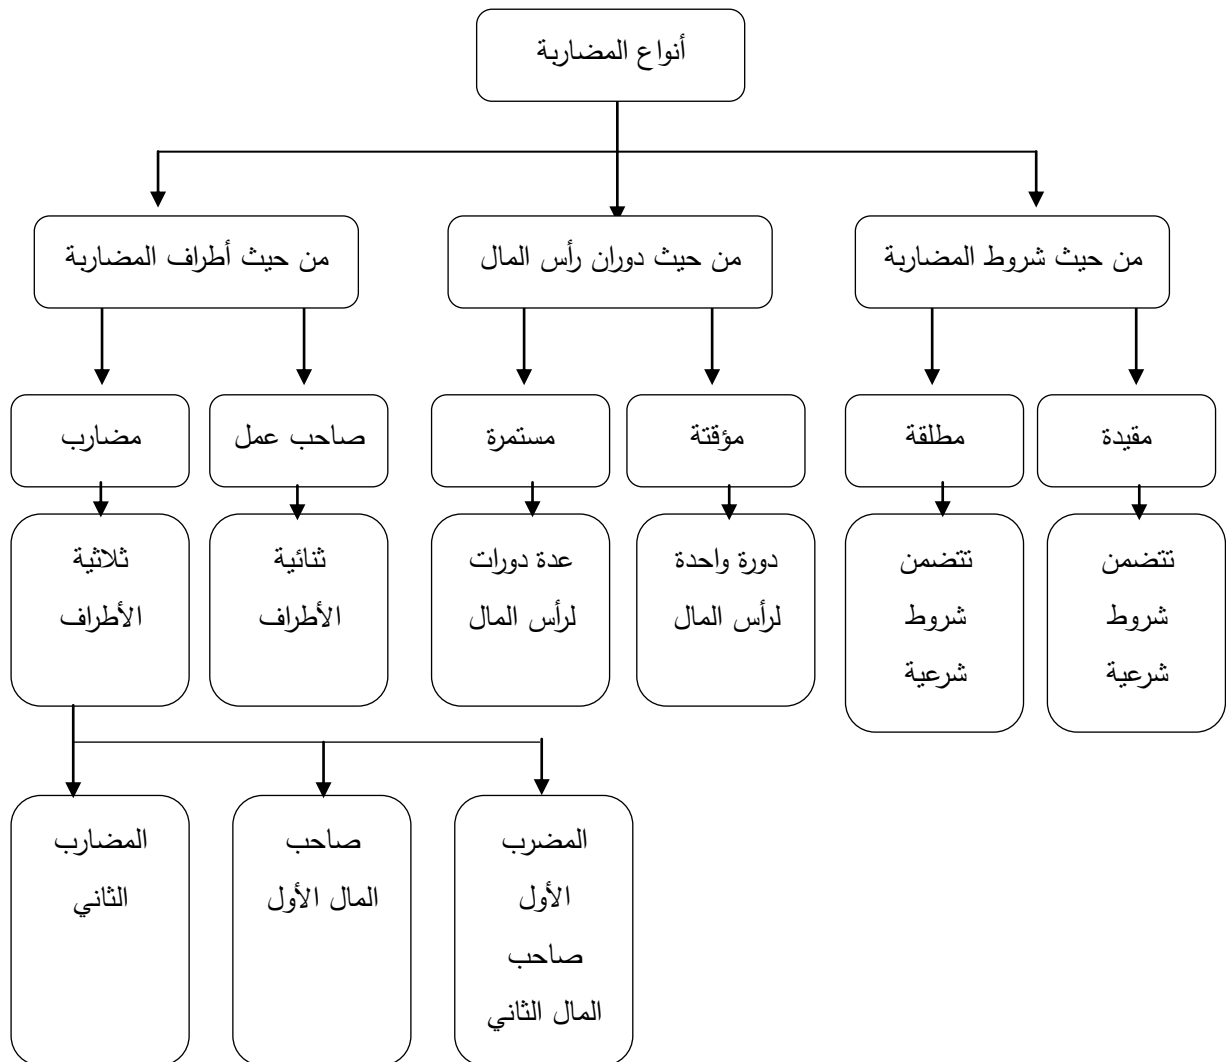 أنواع المضاربة
من حيث شروط المضاربة
من حيث دوران رأس المال
من حيث أطراف المضاربة
مقيدة
مطلقة
مؤقتة
مستمرة
صاحب عمل
مضارب
تتضمن
شروط
شرعية
تتضمن
شروط
شرعية
دورة واحدة
لرأس المال
عدة دورات
لرأس المال
ثنائية
الأطراف
ثلاثية
الأطراف
المضرب
الأول
صاحب
المال الثاني
صاحب
المال الأول
المضارب
الثاني